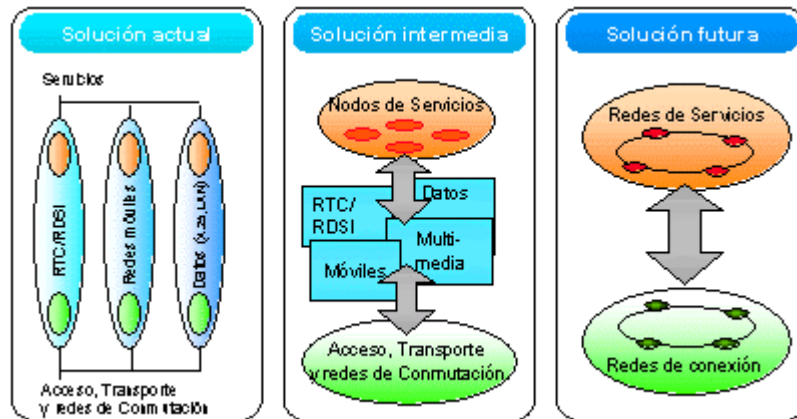 Solución actual
Serubios
RTC/RDSI
Redes móviles
Datos (X.25, LAN)
Acceso, Transporte
y redes de Conmutación
Solución intermedia
Nodos de Servicios
RTC/
RDSI
Datos
Móviles
Multi-
media
Acceso, Transporte
y redes de Conmutación
Solución futura
Redes de Servicios
Redes de conexión